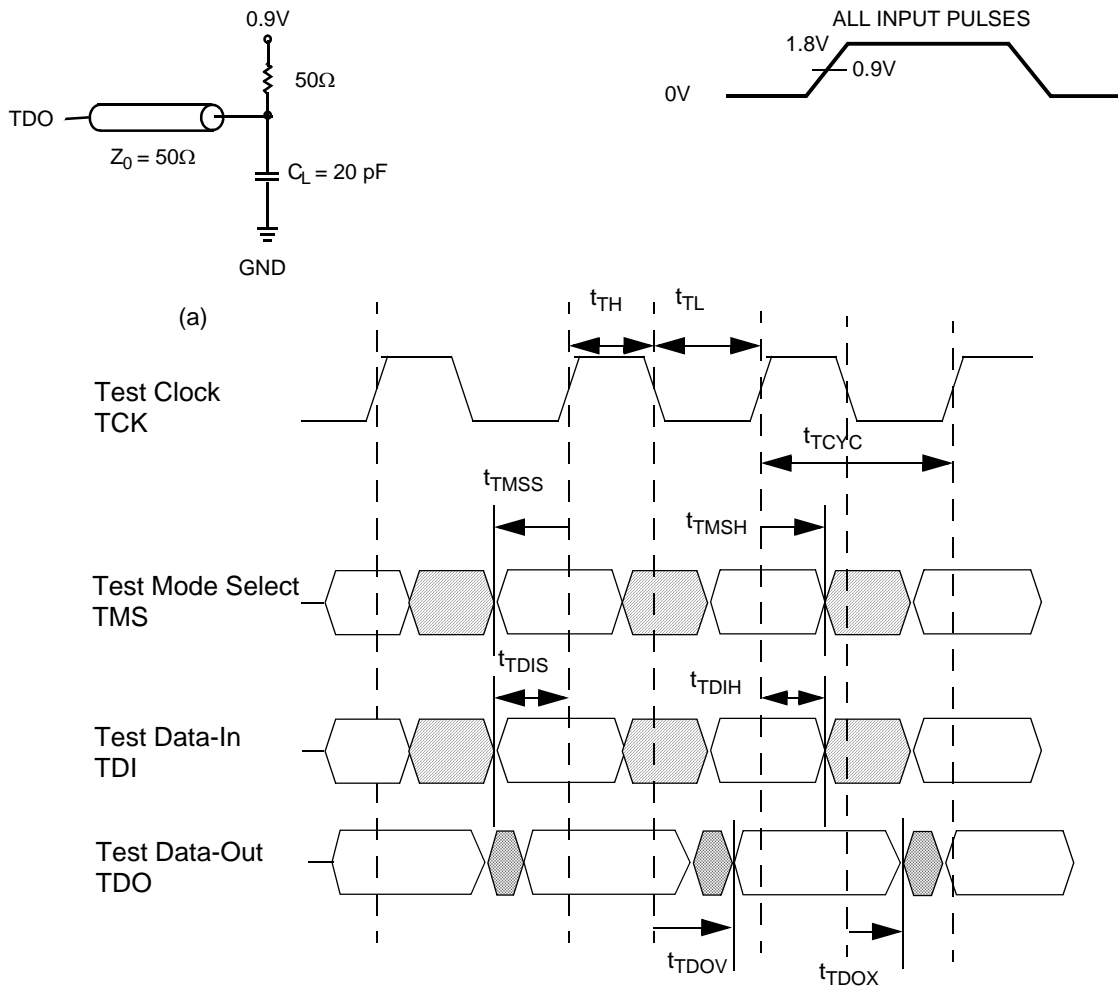 0.9V
50Ω
TDO
Z0 = 50Ω
CL = 20 pF
GND
(a)
ALL INPUT PULSES
1.8V
0.9V
0V
tTH
tTL
Test Clock
TCK
tTCYC
tTMSS
tTMSH
Test Mode Select
TMS
tTDIS
tTDIH
Test Data-In
TDI
Test Data-Out
TDO
tTDOV
tTDOX